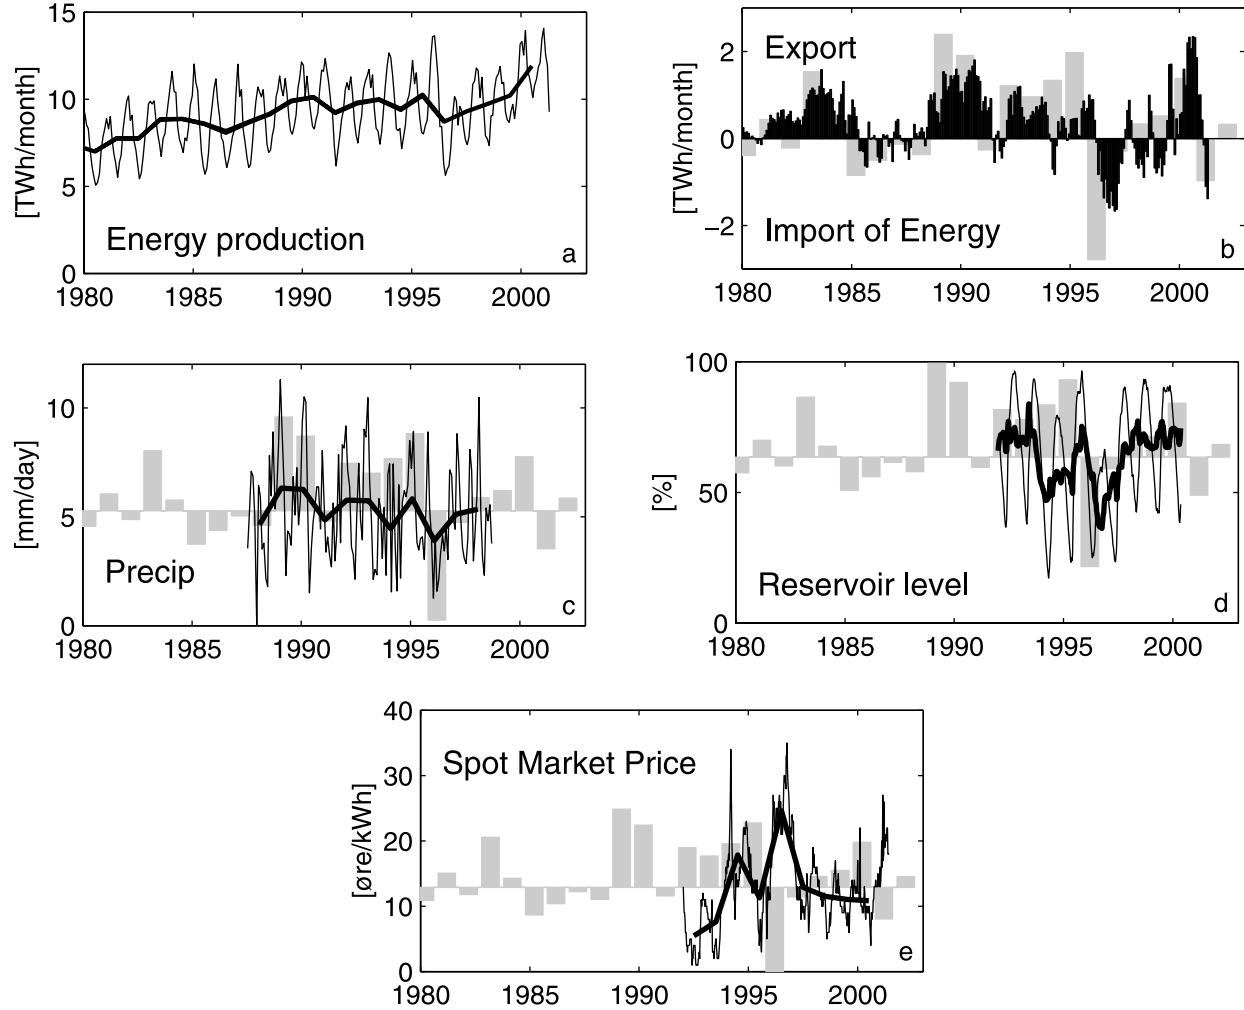 15
10
5
0
[TWh/month]
Energy production
a
1980 1985 1990 1995 2000
2
0
−2
[TWh/month]
Export
Import of Energy
b
1980 1985 1990 1995 2000
10
5
0
[mm/day]
Precip
c
1980 1985 1990 1995 2000
100
50
0
[%]
Reservoir level
d
1980 1985 1990 1995 2000
40
30
20
10
0
[øre/kWh]
Spot Market Price
e
1980 1985 1990 1995 2000